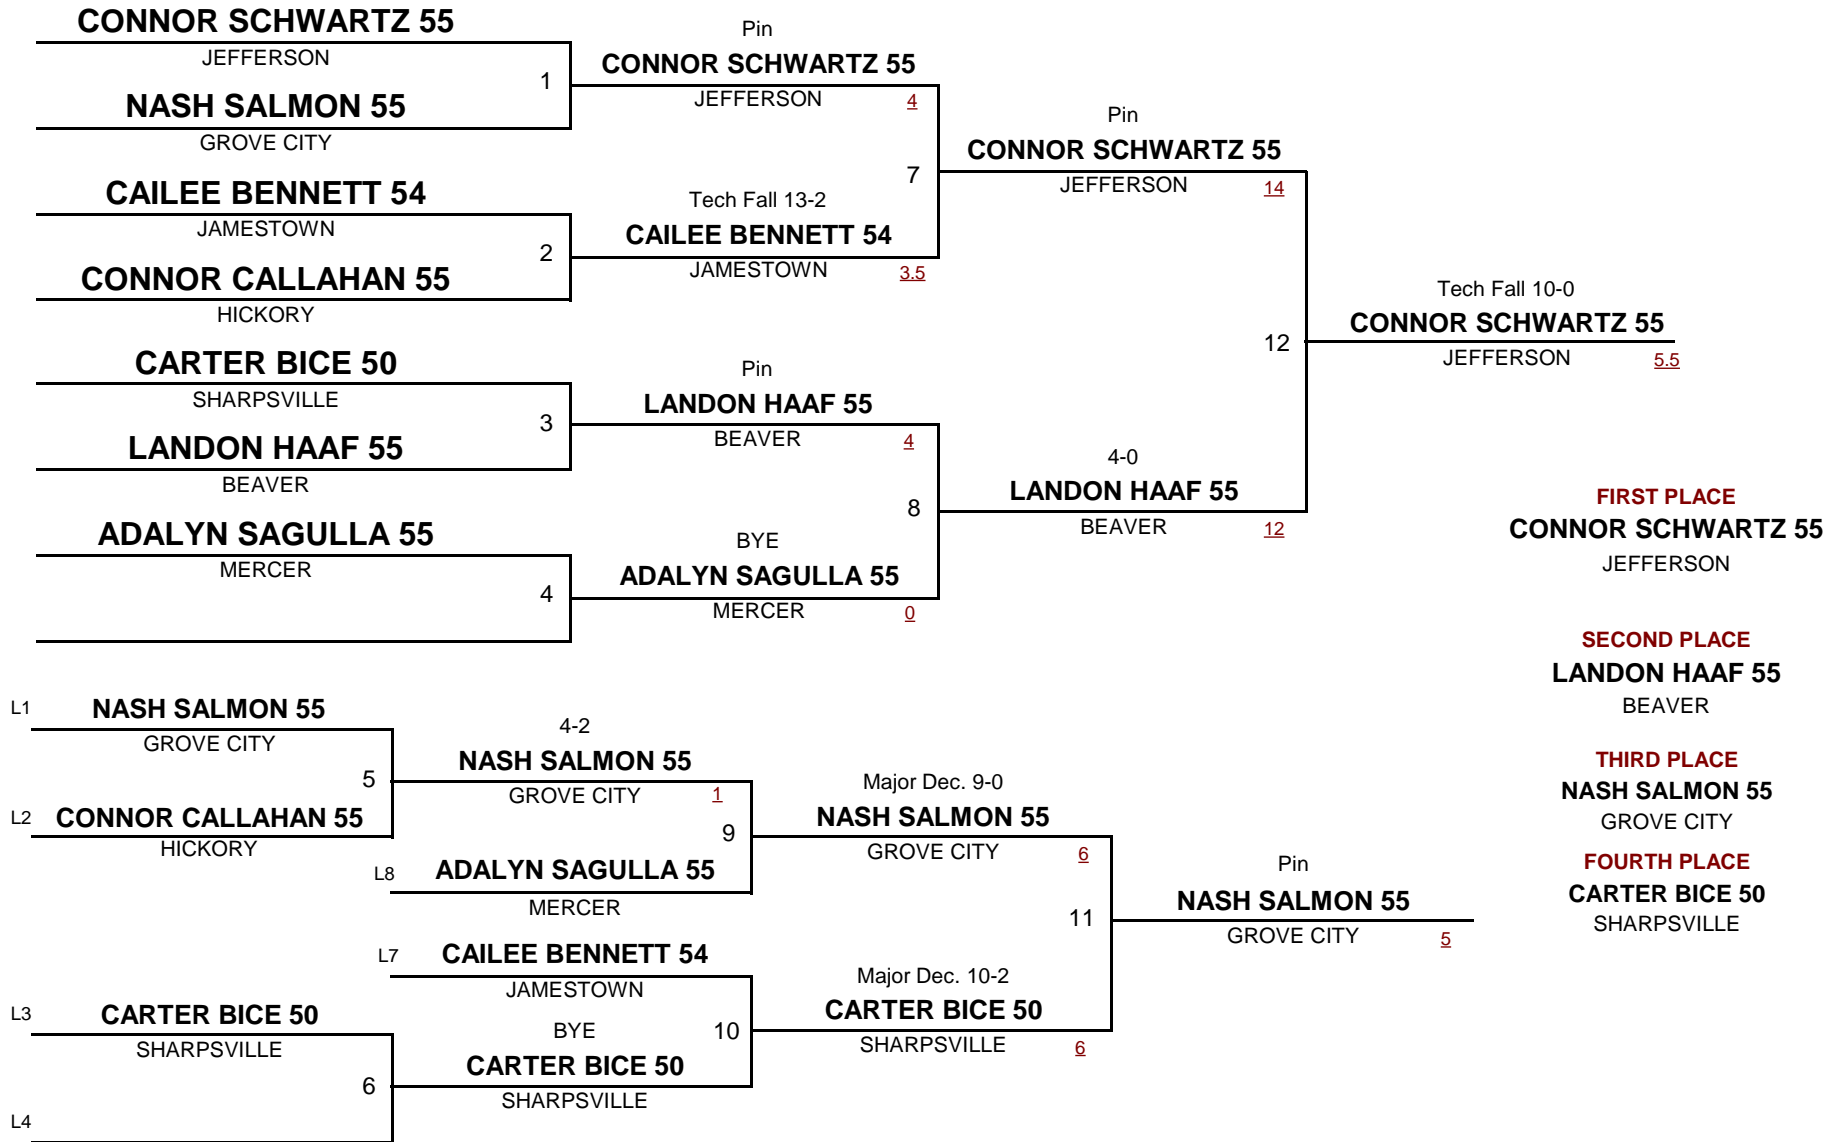 CONNOR SCHWARTZ 55
JEFFERSON
1
NASH SALMON 55
GROVE CITY
CAILEE BENNETT 54
JAMESTOWN
2
CONNOR CALLAHAN 55
HICKORY
CARTER BICE 50
SHARPSVILLE
3
LANDON HAAF 55
BEAVER
ADALYN SAGULLA 55
MERCER
4
Pin
CONNOR SCHWARTZ 55
JEFFERSON 4
7
Tech Fall 13-2
CAILEE BENNETT 54
JAMESTOWN 3.5
Pin
LANDON HAAF 55
BEAVER 4
8
BYE
ADALYN SAGULLA 55
MERCER 0
Pin
CONNOR SCHWARTZ 55
JEFFERSON 14
12
4-0
LANDON HAAF 55
BEAVER 12
Tech Fall 10-0
CONNOR SCHWARTZ 55
JEFFERSON 5.5
FIRST PLACE
CONNOR SCHWARTZ 55
JEFFERSON
SECOND PLACE
LANDON HAAF 55
BEAVER
THIRD PLACE
NASH SALMON 55
GROVE CITY
FOURTH PLACE
CARTER BICE 50
SHARPSVILLE
L1 NASH SALMON 55
GROVE CITY
5
L2 CONNOR CALLAHAN 55
HICKORY
4-2
NASH SALMON 55
GROVE CITY 1
9
L8 ADALYN SAGULLA 55
MERCER
L7 CAILEE BENNETT 54
JAMESTOWN
10
L3 CARTER BICE 50
SHARPSVILLE
6
L4
BYE
CARTER BICE 50
SHARPSVILLE
Major Dec. 9-0
NASH SALMON 55
GROVE CITY 6
11
Major Dec. 10-2
CARTER BICE 50
SHARPSVILLE 6
Pin
NASH SALMON 55
GROVE CITY 5